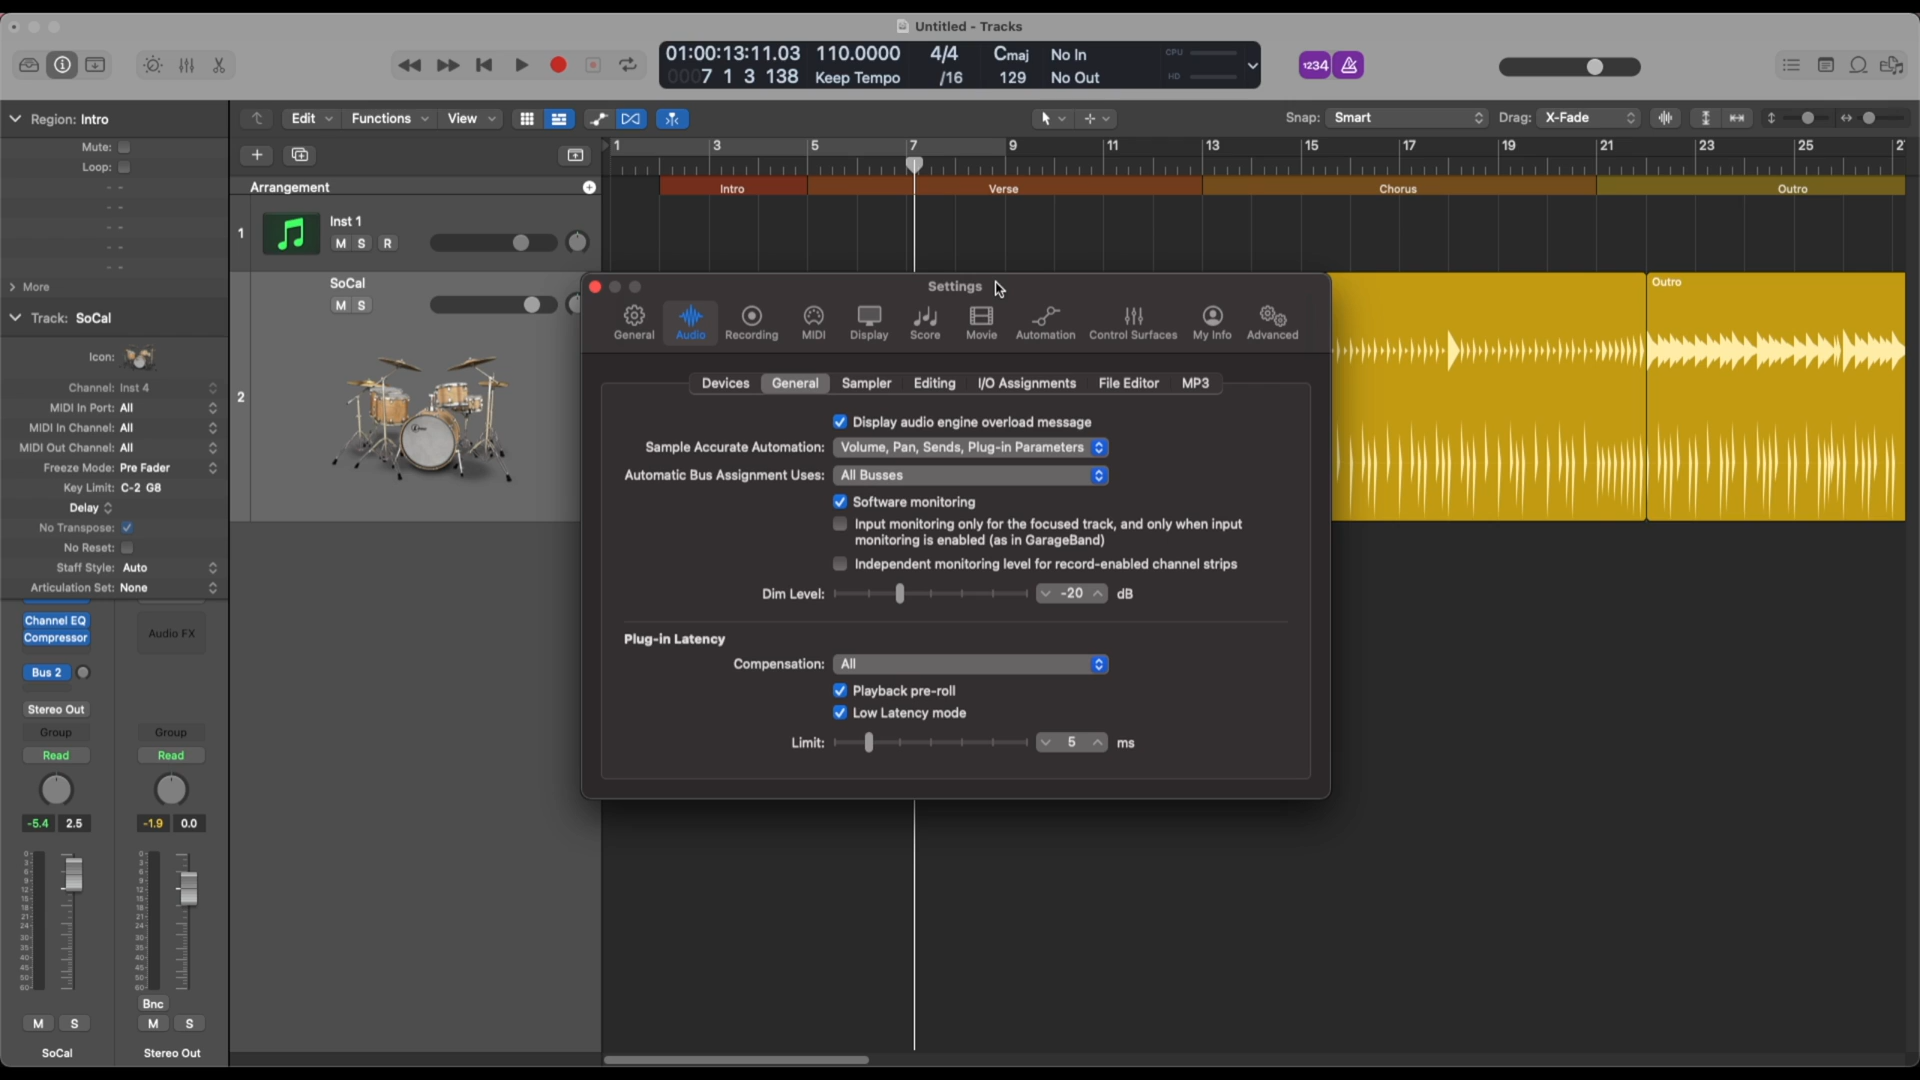 Untitled - Tracks
01:00:13:11.03 110.0000 4/4 Cmaj No In CPU
0007 1 3 138 Keep Tempo /16 129 No Out HD
1234
Region: Intro
Edit Functions View
Snap: Smart Drag: X-Fade
Mute:
Loop:
- -
- -
- -
- -
- -
More
1 3 5 7 9 11 13 15 17 19 21 23 25 2
Arrangement
Intro Verse Chorus Outro
1
Inst 1
M S R
SoCal
M S
2
Outro
Track: SoCal
Icon:
Channel: Inst 4
MIDI In Port: All
MIDI In Channel: All
MIDI Out Channel: All
Freeze Mode: Pre Fader
Key Limit: C-2 G8
Delay
No Transpose:
No Reset:
Staff Style: Auto
Articulation Set: None
Settings
General Audio Recording MIDI Display Score Movie Automation Control Surfaces My Info Advanced
Devices General Sampler Editing I/O Assignments File Editor MP3
Display audio engine overload message
Sample Accurate Automation: Volume, Pan, Sends, Plug-in Parameters
Automatic Bus Assignment Uses: All Busses
Software monitoring
Input monitoring only for the focused track, and only when input
monitoring is enabled (as in GarageBand)
Independent monitoring level for record-enabled channel strips
Dim Level: -20 dB
Plug-in Latency
Compensation: All
Playback pre-roll
Low Latency mode
Limit: 5 ms
Channel EQ
Compressor
Audio FX
Bus 2
Stereo Out
Group Group
Read Read
-5.4 2.5 -1.9 0.0
Bnc
M S M S
SoCal Stereo Out